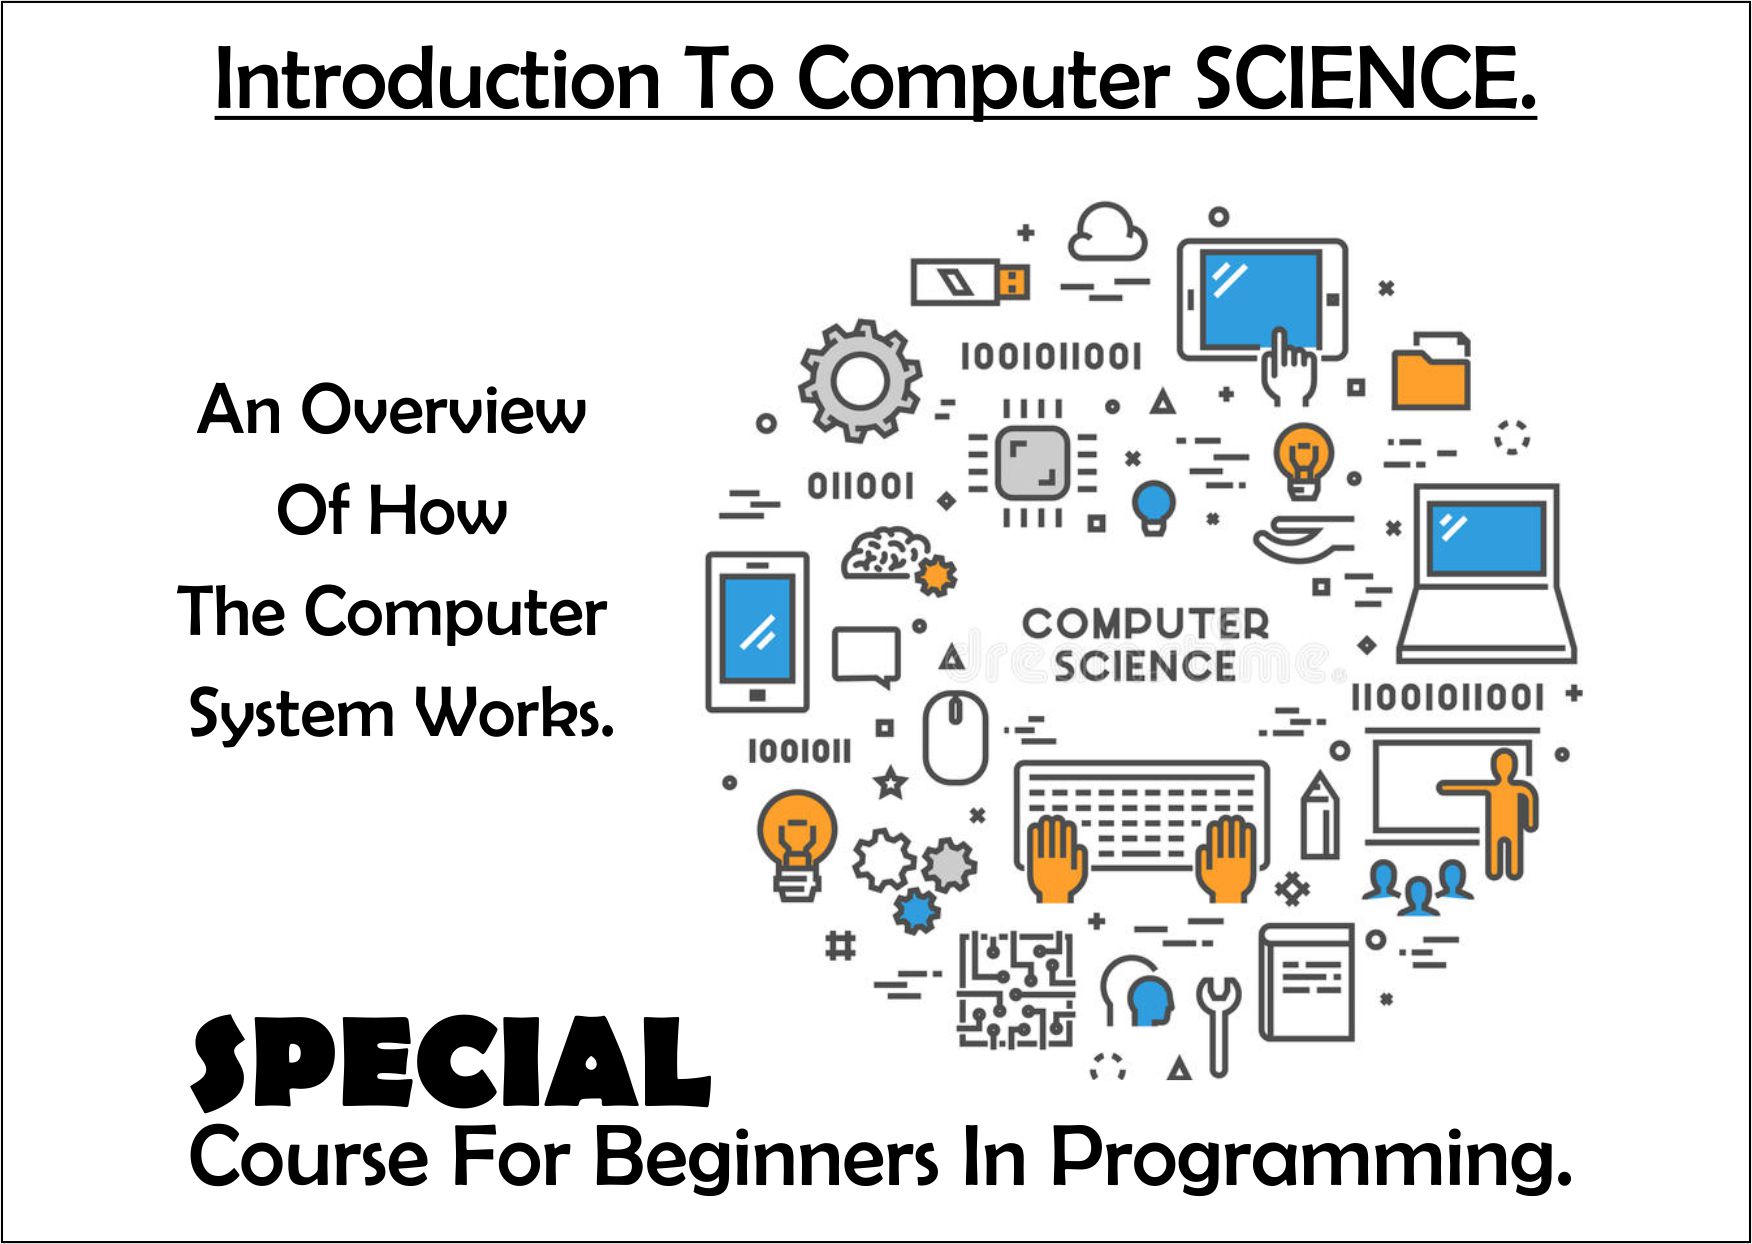 Introduction To Computer SCIENCE.
An Overview
Of How
The Computer
System Works.
1001011001
011001
COMPUTER
SCIENCE
dreamstime.
11001011001
1001011
SPECIAL
Course For Beginners In Programming.